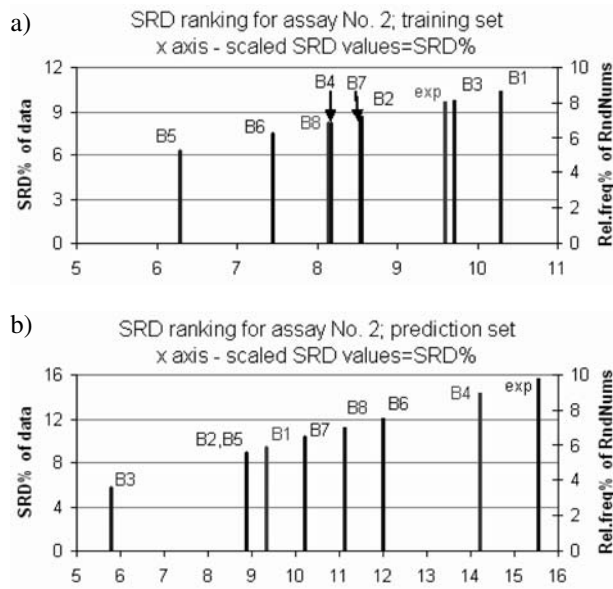 a)
SRD ranking for assay No. 2; training set
x axis - scaled SRD values=SRD%
SRD% of data
12
9
6
3
0
B5
B6
B8
B4
B7
B2
exp
B3
B1
10
8
6
4
2
0
Rel.freq% of RndNums
5 6 7 8 9 10 11
b)
SRD ranking for assay No. 2; prediction set
x axis - scaled SRD values=SRD%
SRD% of data
16
12
8
4
0
B3
B2,B5
B1
B7
B8
B6
B4
exp
10
8
6
4
2
0
Rel.freq% of RndNums
5 6 7 8 9 10 11 12 13 14 15 16